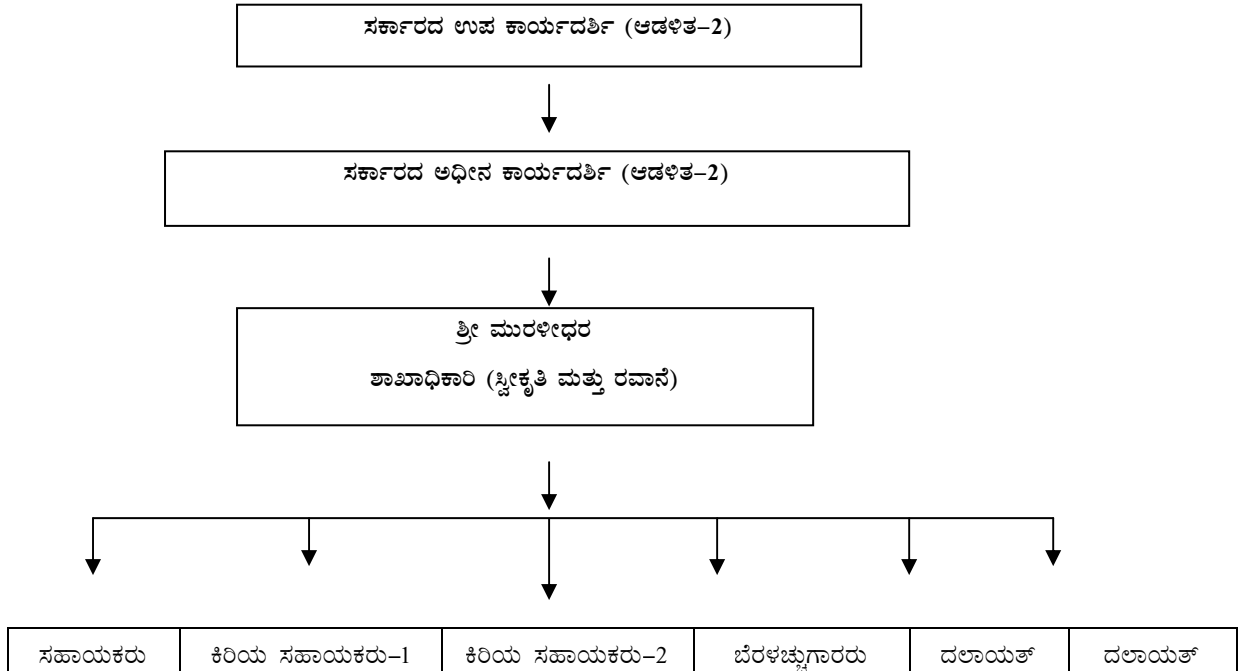 ಸರ್ಕಾರದ ಉಪ ಕಾರ್ಯದರ್ಶಿ (ಆಡಳಿತ–2)
ಸರ್ಕಾರದ ಅಧೀನ ಕಾರ್ಯದರ್ಶಿ (ಆಡಳಿತ–2)
ಶ್ರೀ ಮುರಳೀಧರ
ಶಾಖಾಧಿಕಾರಿ (ಸ್ವೀಕೃತಿ ಮತ್ತು ರವಾನೆ)
ಸಹಾಯಕರು ಕಿರಿಯ ಸಹಾಯಕರು–1 ಕಿರಿಯ ಸಹಾಯಕರು–2 ಬೆರಳಚ್ಚುಗಾರರು ದಲಾಯತ್ ದಲಾಯತ್